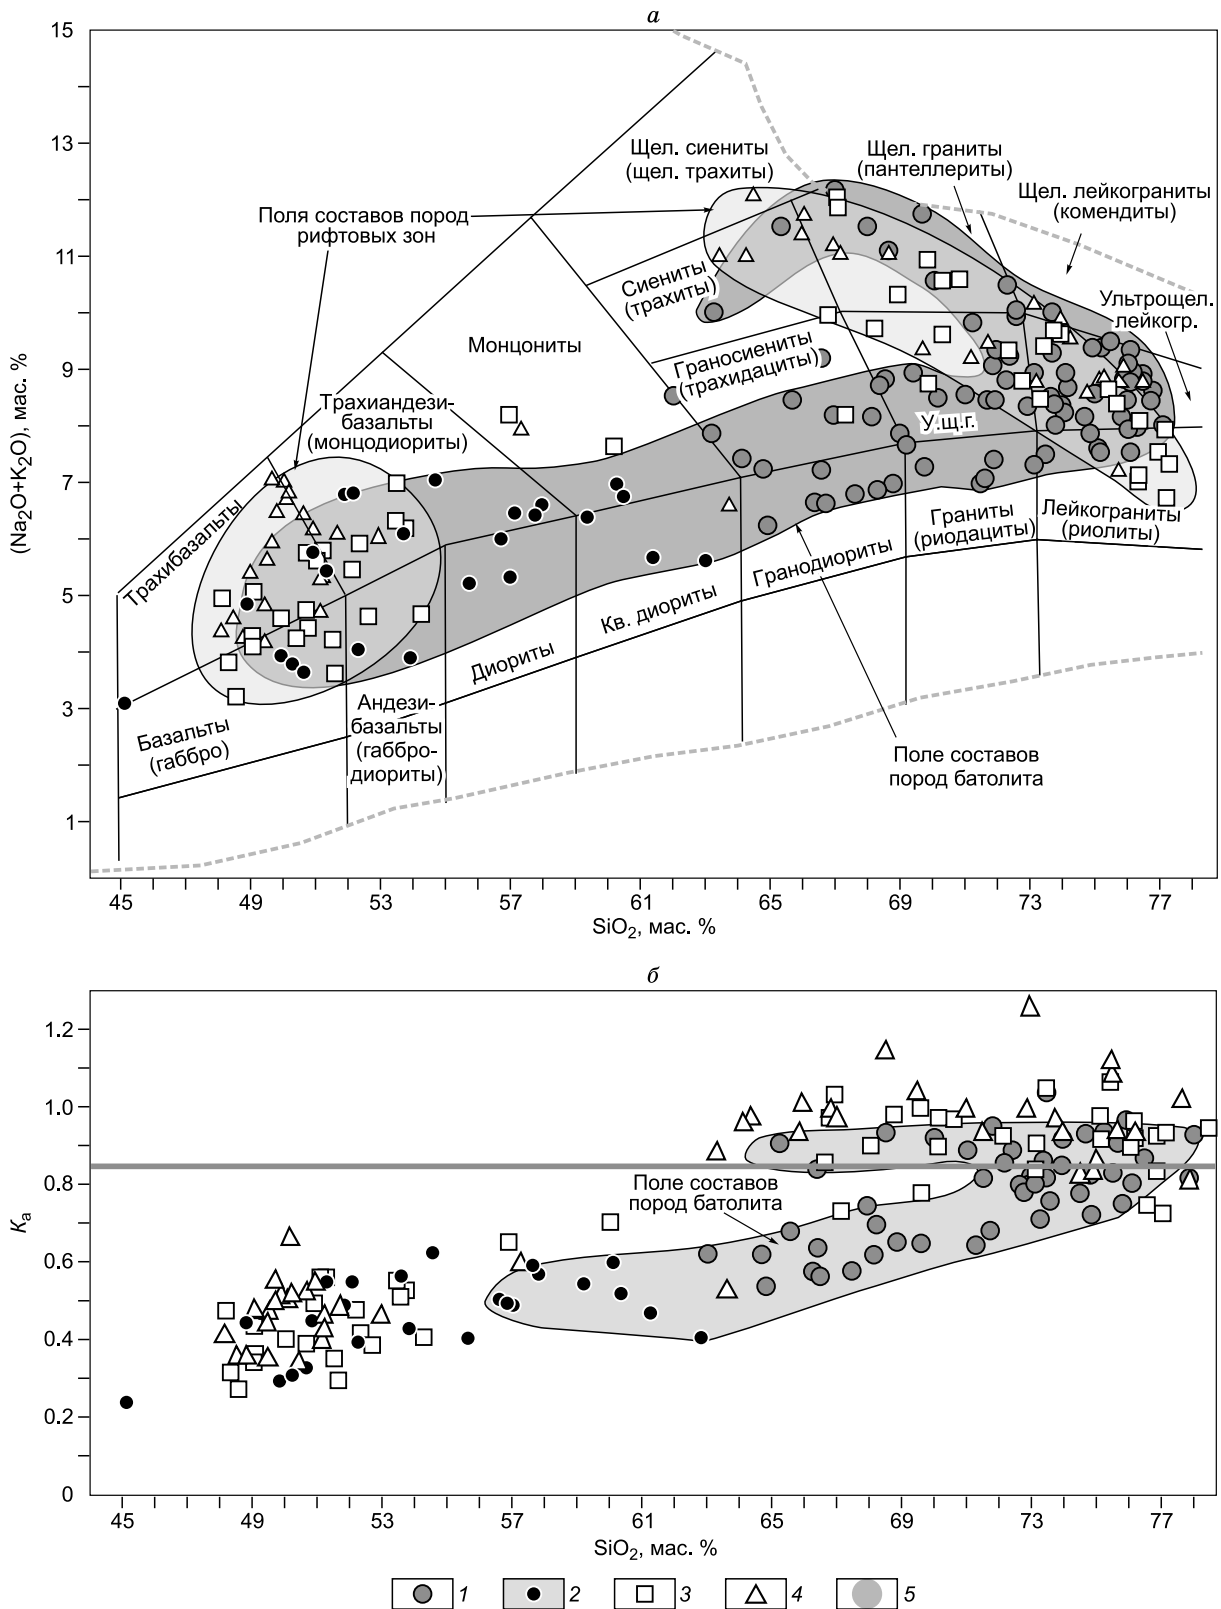 а
15
13
11
9
7
5
3
1
(Na2O+K2O), мас. %
Щел. сиениты
(щел. трахиты)
Щел. граниты
(пантеллериты)
Щел. лейкограниты
(комендиты)
Поля составов пород
рифтовых зон
Сиениты
(трахиты)
Ультрощел.
лейкогр.
Монцониты
Граносиениты
(трахидациты)
Трахиандези-
базальты
(монцодиориты)
У.щ.г.
Трахибазальты
Граниты
(риодациты)
Лейкограниты
(риолиты)
Гранодиориты
Кв. диориты
Диориты
Базальты
(габбро)
Андези-
базальты
(габбро-
диориты)
Поле составов
пород батолита
45 49 53 57 61 65 69 73 77
SiO2, мас. %
б
1.2
1.0
0.8
0.6
0.4
0.2
0
Kа
Поле составов
пород батолита
45 49 53 57 61 65 69 73 77
SiO2, мас. %
1 2 3 4 5